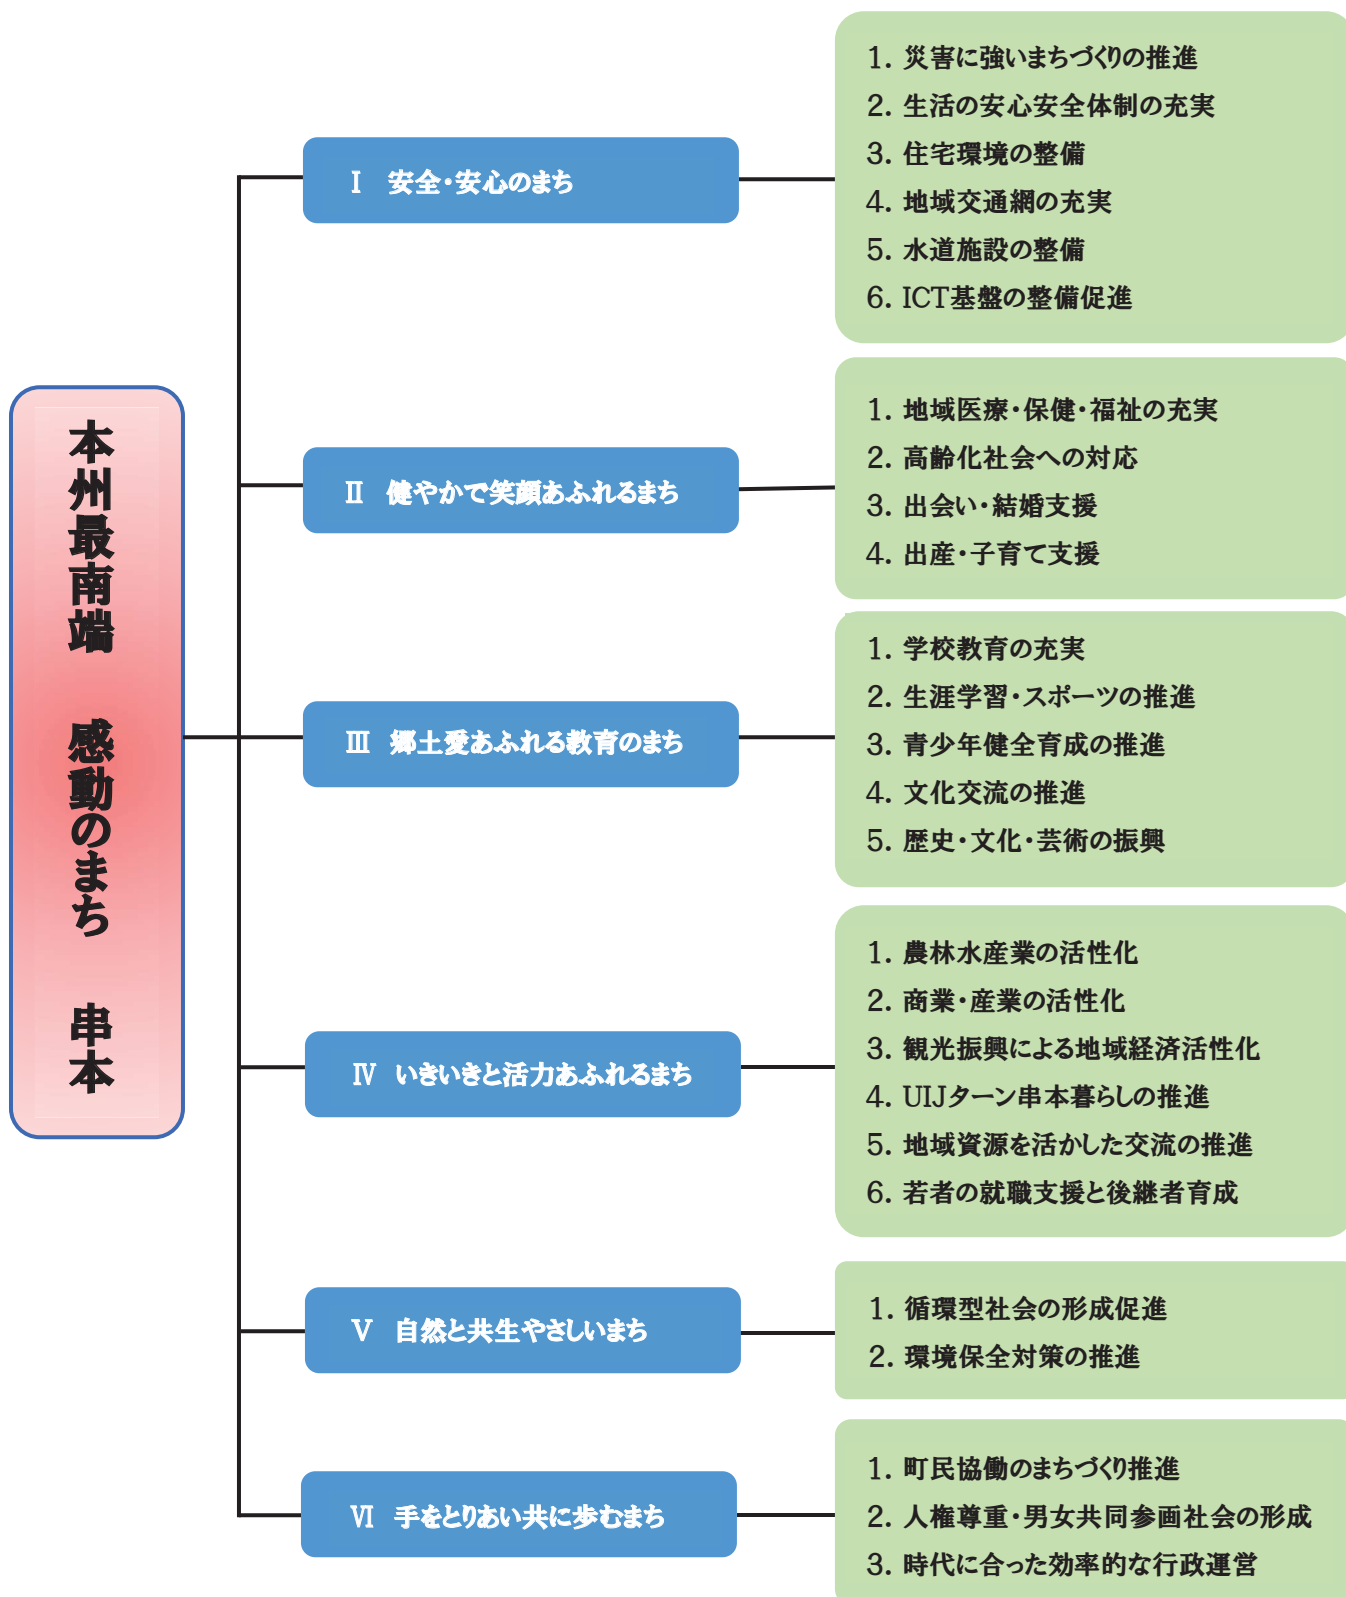 本州最南端 感動のまち 串本
Ⅰ 安全・安心のまち
1. 災害に強いまちづくりの推進
2. 生活の安心安全体制の充実
3. 住宅環境の整備
4. 地域交通網の充実
5. 水道施設の整備
6. ICT基盤の整備促進
Ⅱ 健やかで笑顔あふれるまち
1. 地域医療・保健・福祉の充実
2. 高齢化社会への対応
3. 出会い・結婚支援
4. 出産・子育て支援
Ⅲ 郷土愛あふれる教育のまち
1. 学校教育の充実
2. 生涯学習・スポーツの推進
3. 青少年健全育成の推進
4. 文化交流の推進
5. 歴史・文化・芸術の振興
Ⅳ いきいきと活力あふれるまち
1. 農林水産業の活性化
2. 商業・産業の活性化
3. 観光振興による地域経済活性化
4. UIJターン串本暮らしの推進
5. 地域資源を活かした交流の推進
6. 若者の就職支援と後継者育成
Ⅴ 自然と共生やさしいまち
1. 循環型社会の形成促進
2. 環境保全対策の推進
Ⅵ 手をとりあい共に歩むまち
1. 町民協働のまちづくり推進
2. 人権尊重・男女共同参画社会の形成
3. 時代に合った効率的な行政運営